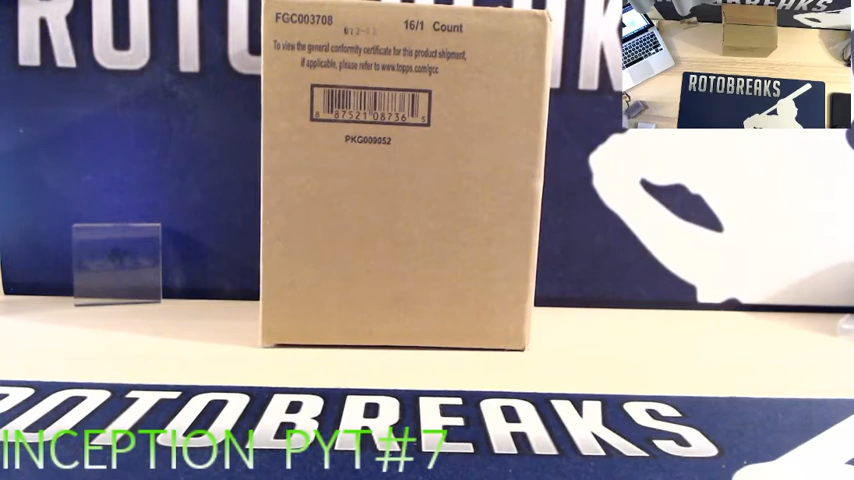 FGC003708 16/1 Count
To view the general conformity certificate for this product shipment,
if applicable, please refer to www.topps.com/gcc
8 87521 08736 5
PKG009052
ROTOBREAKS
ROTOBREAKS
INCEPTION PYT#7